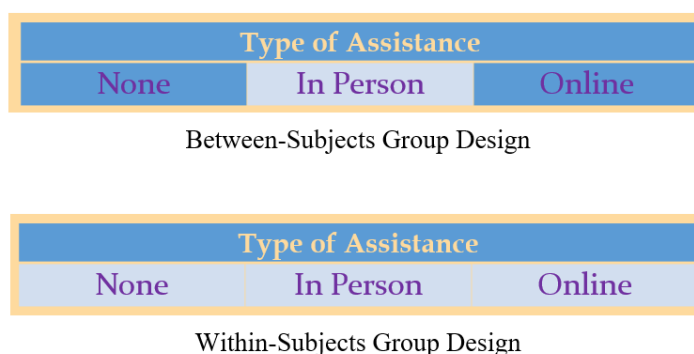 Type of Assistance
None In Person Online
Between-Subjects Group Design
Type of Assistance
None In Person Online
Within-Subjects Group Design